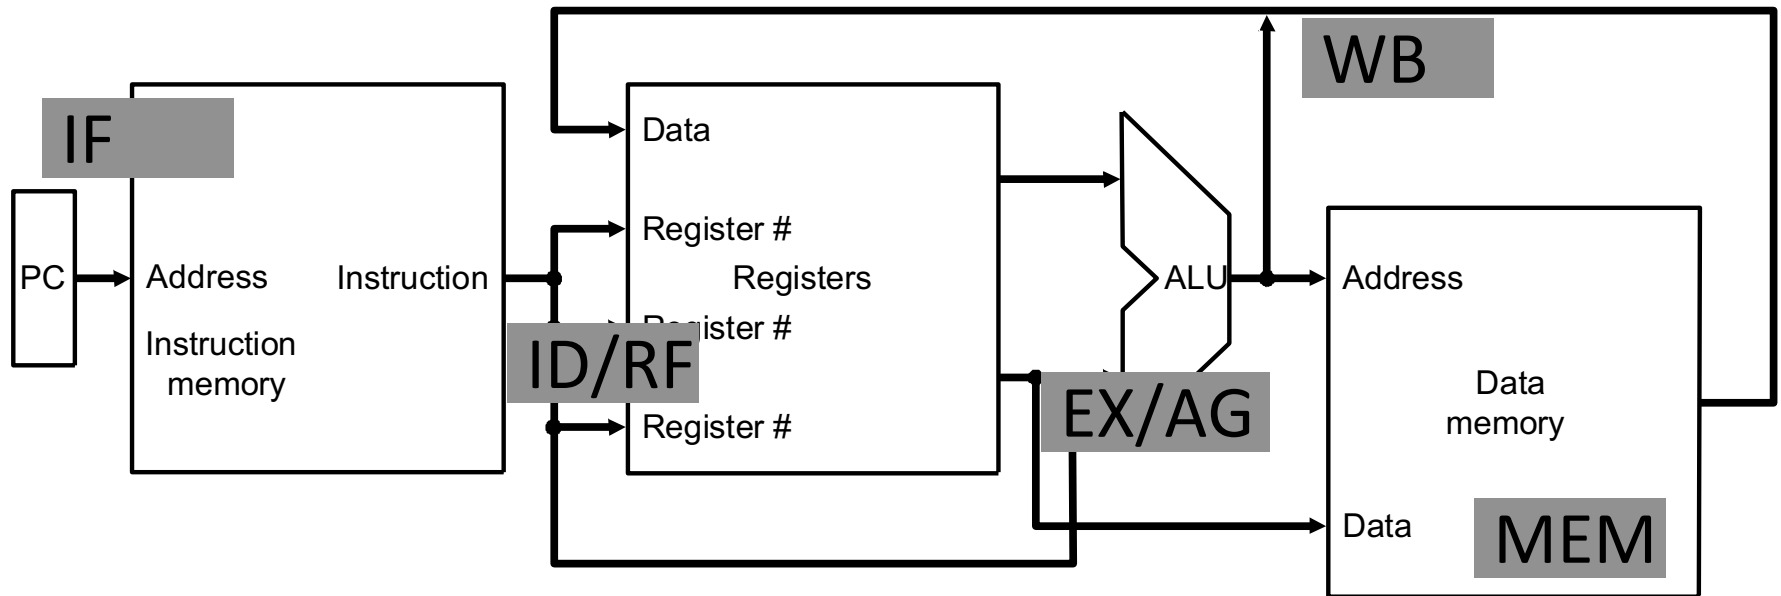 WB
IF
Data
Register #
PC
Address
Instruction
Registers
ALU
Address
Instruction
memory
Register #
ID/RF
Data
memory
EX/AG
Register #
Data
MEM